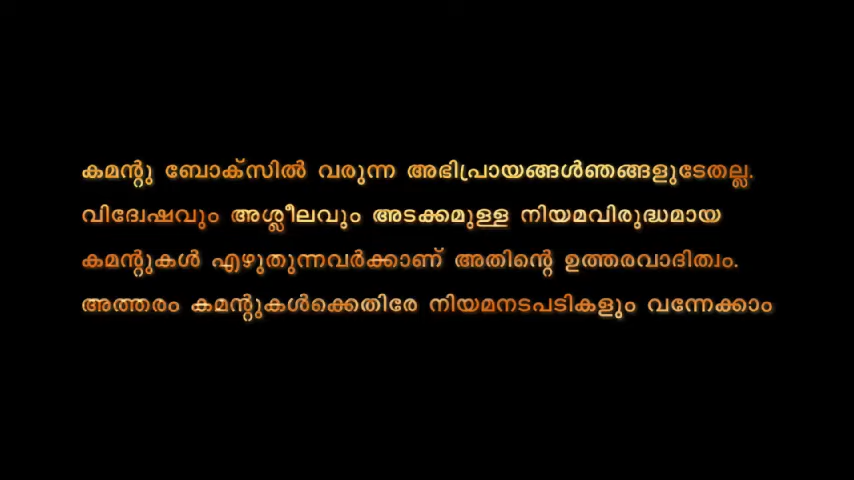 കമന്റു ബോക്സിൽ വരുന്ന അഭിപ്രായങ്ങൾഞങ്ങളുടേതല്ല.
വിദ്വേഷവും അശ്ലീലവും അടക്കമുള്ള നിയമവിരുദ്ധമായ
കമന്റുകൾ എഴുതുന്നവർക്കാണ് അതിന്റെ ഉത്തരവാദിത്വം.
അത്തരം കമന്റുകൾക്കെതിരേ നിയമനടപടികളും വന്നേക്കാം